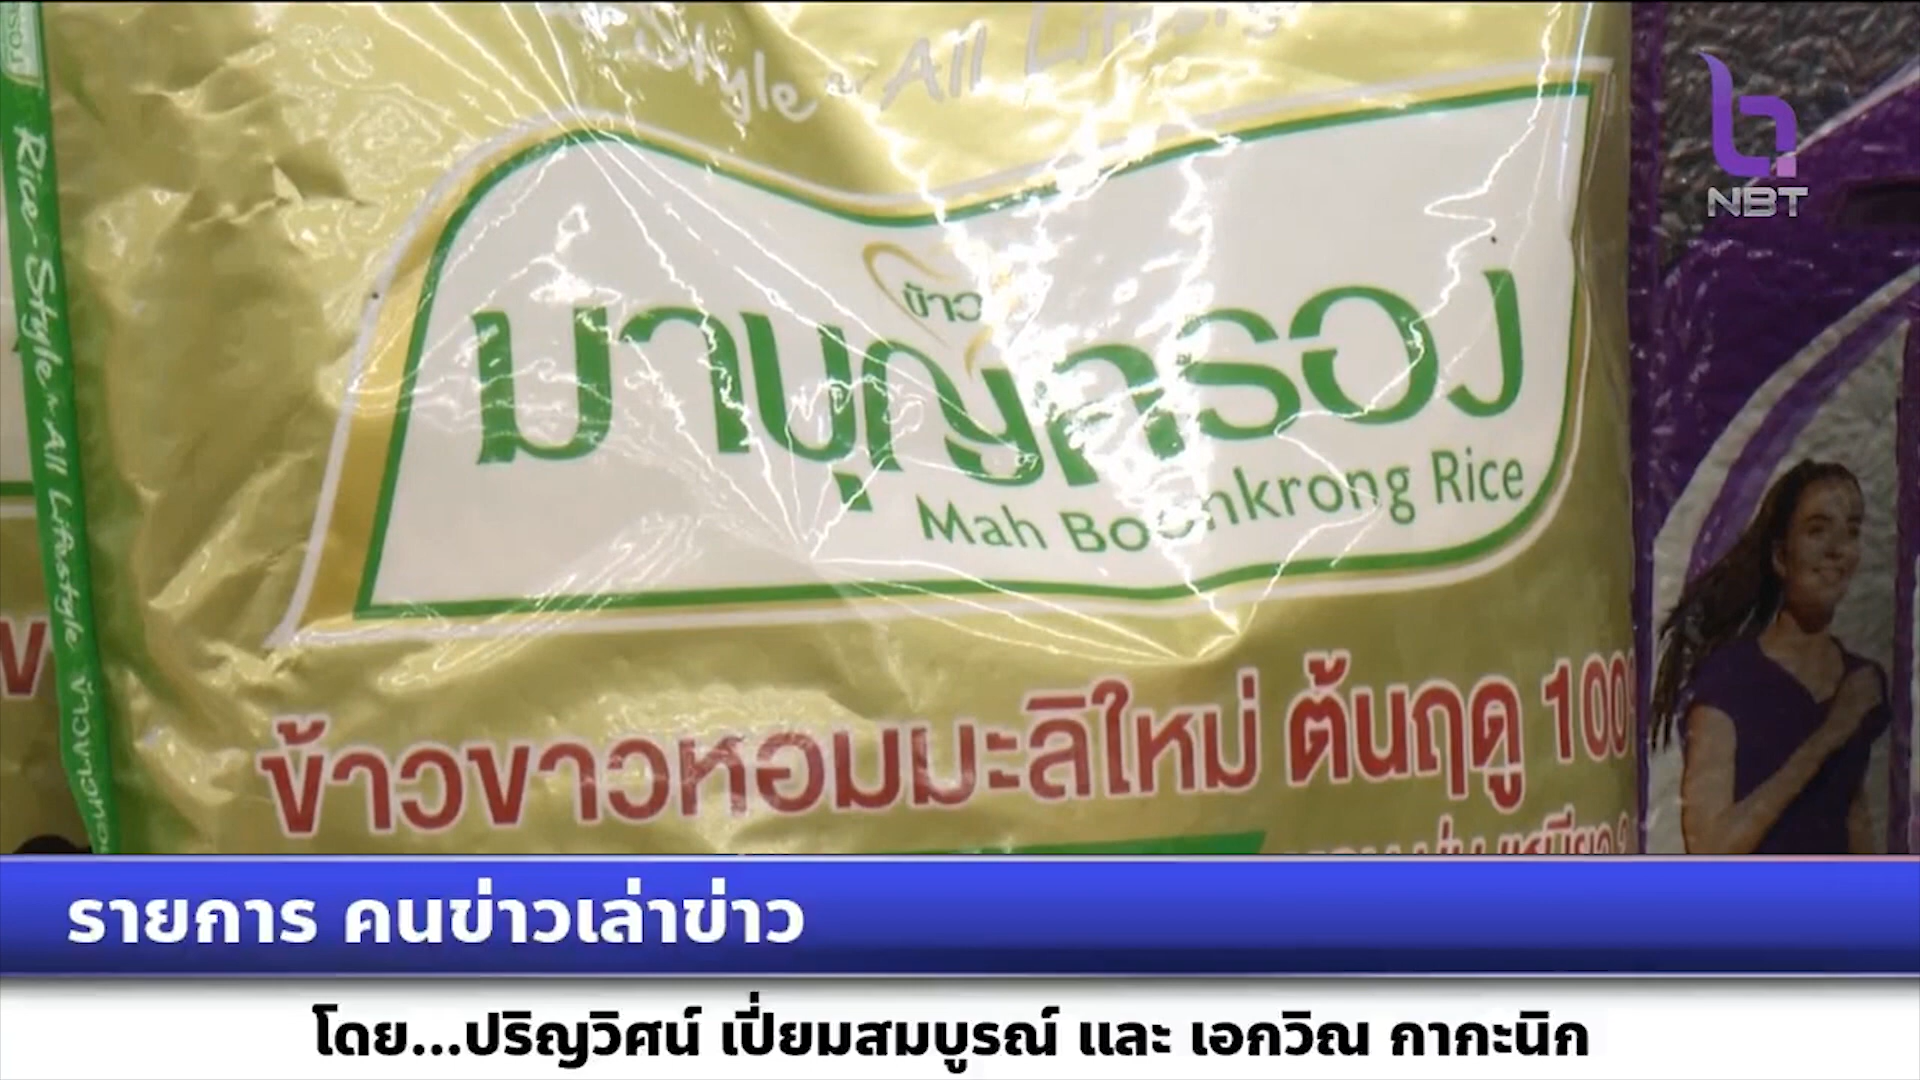 Style for All Lifestyle
Rice Style for All Lifestyle
ข้าว
มาบุญครอง
Mah Boonkrong Rice
ข้าวขาวหอมมะลิใหม่ ต้นฤดู 100%
NBT
รายการ คนข่าวเล่าข่าว
โดย...ปริญวิศน์ เปี่ยมสมบูรณ์ และ เอกวิณ กากะนิก